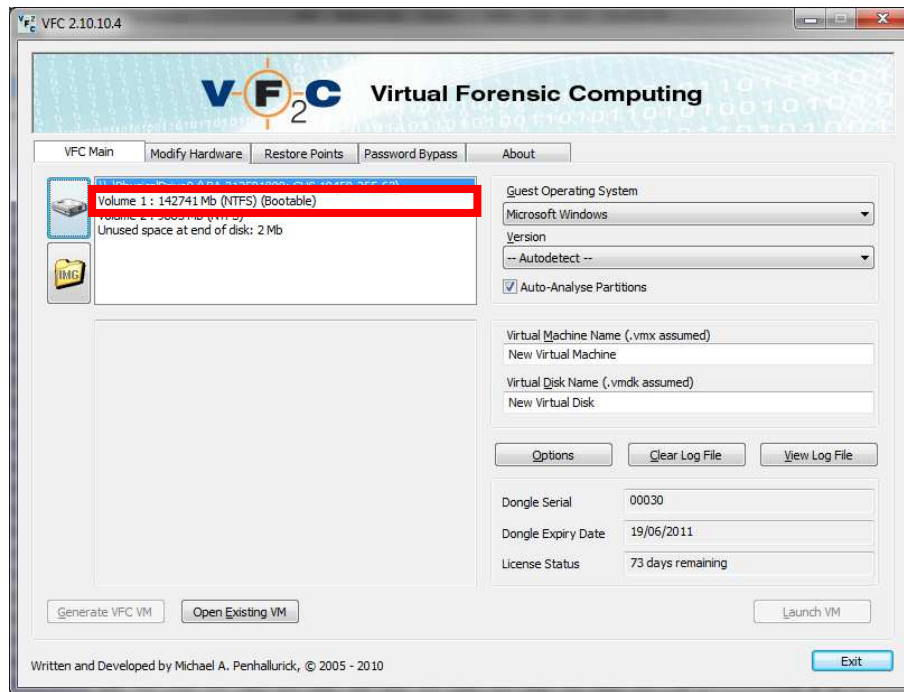 VFC 2.10.10.4
VFC2 Virtual Forensic Computing
VFC Main
Modify Hardware
Restore Points
Password Bypass
About
Volume 1 : 142741 Mb (NTFS) (Bootable)
Unused space at end of disk: 2 Mb
IMG
Guest Operating System
Microsoft Windows
Version
-- Autodetect --
Auto-Analyse Partitions
Virtual Machine Name (.vmx assumed)
New Virtual Machine
Virtual Disk Name (.vmdk assumed)
New Virtual Disk
Options
Clear Log File
View Log File
Dongle Serial
00030
Dongle Expiry Date
19/06/2011
License Status
73 days remaining
Generate VFC VM
Open Existing VM
Launch VM
Written and Developed by Michael A. Penhallurick, © 2005 - 2010
Exit